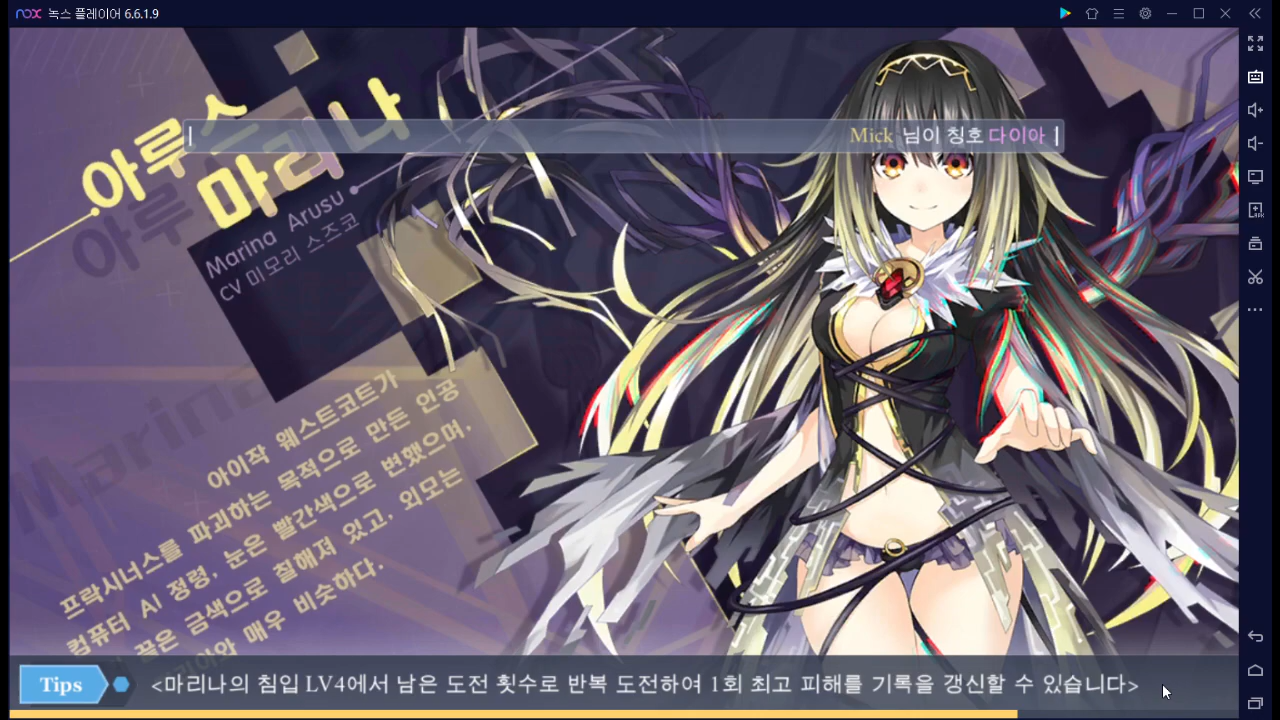 nox 녹스 플레이어 6.6.1.9
Mick 님이 칭호 다이아
아루스
마리나
아루
Marina Arusu
CV 미모리 스즈코
Marina
아이작 웨스트코트가
프락시너스를 파괴하는 목적으로 만든 인공
컴퓨터 AI 정령, 눈은 빨간색으로 변했으며,
끝은 금색으로 칠해져 있고, 외모는
매우 비슷하다.
Tips <마리나의 침입 LV4에서 남은 도전 횟수로 반복 도전하여 1회 최고 피해를 기록을 갱신할 수 있습니다>